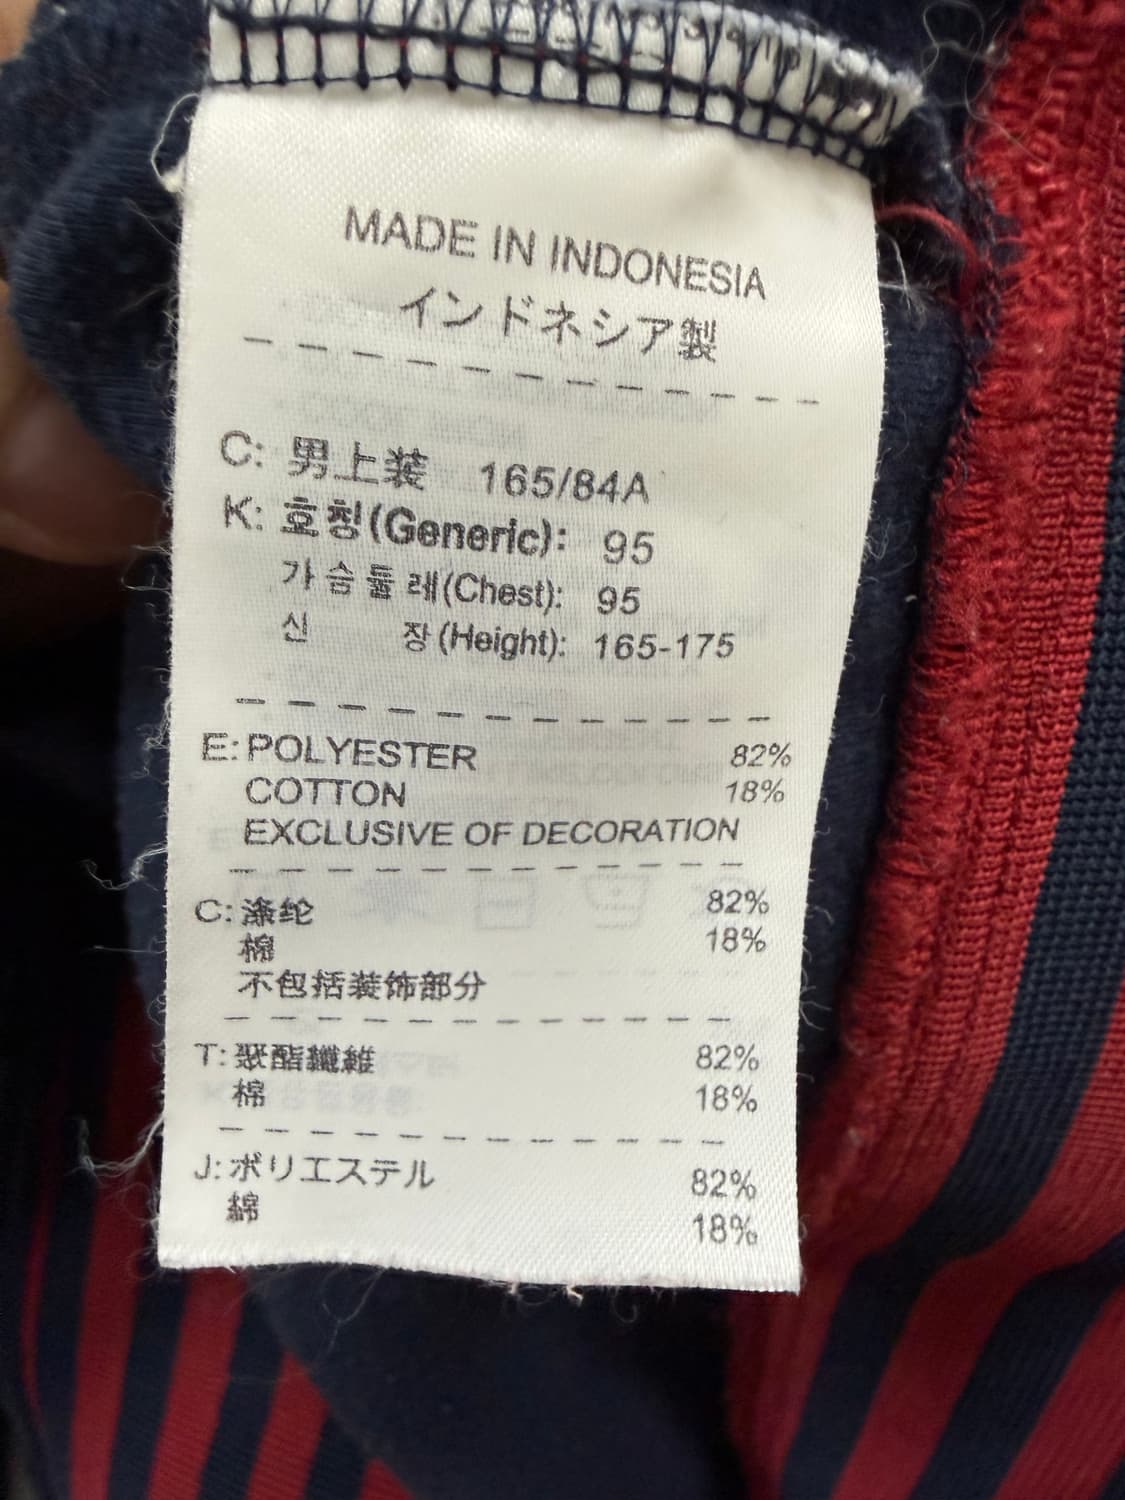 MADE IN INDONESIA
インドネシア製
C: 男上装 165/84A
K: 호칭(Generic): 95
가슴둘레(Chest): 95
신 장(Height): 165-175
E: POLYESTER 82%
COTTON 18%
EXCLUSIVE OF DECORATION
C: 涤纶 82%
棉 18%
不包括装饰部分
T: 聚酯纖維 82%
棉 18%
J: ポリエステル 82%
綿 18%